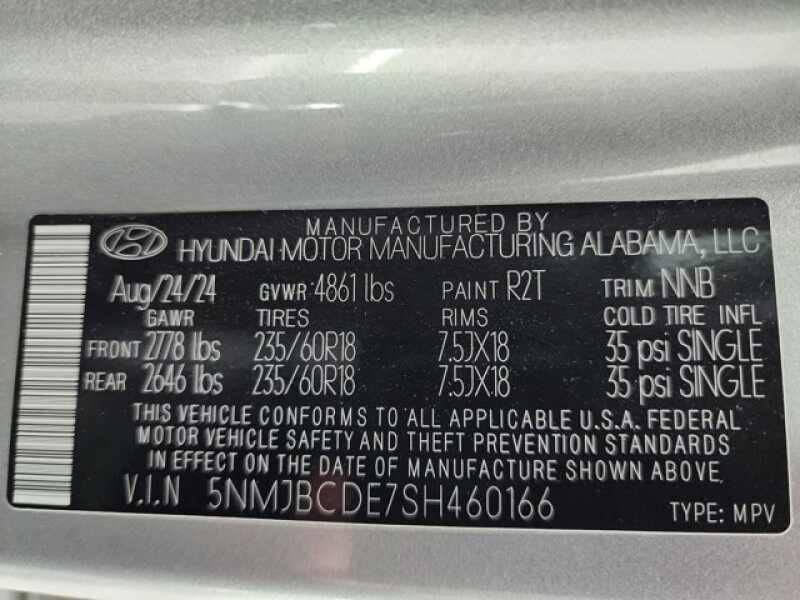 MANUFACTURED BY
HYUNDAI MOTOR MANUFACTURING ALABAMA, LLC
Aug/24/24 GVWR 4861 lbs PAINT R2T TRIM NNB
GAWR TIRES RIMS COLD TIRE INFL
FRONT 2778 lbs 235/60R18 7.5JX18 35 psi SINGLE
REAR 2646 lbs 235/60R18 7.5JX18 35 psi SINGLE
THIS VEHICLE CONFORMS TO ALL APPLICABLE U.S.A. FEDERAL
MOTOR VEHICLE SAFETY AND THEFT PREVENTION STANDARDS
IN EFFECT ON THE DATE OF MANUFACTURING SHOWN ABOVE.
V.I.N 5NMJBCDE7SH460166 TYPE: MPV